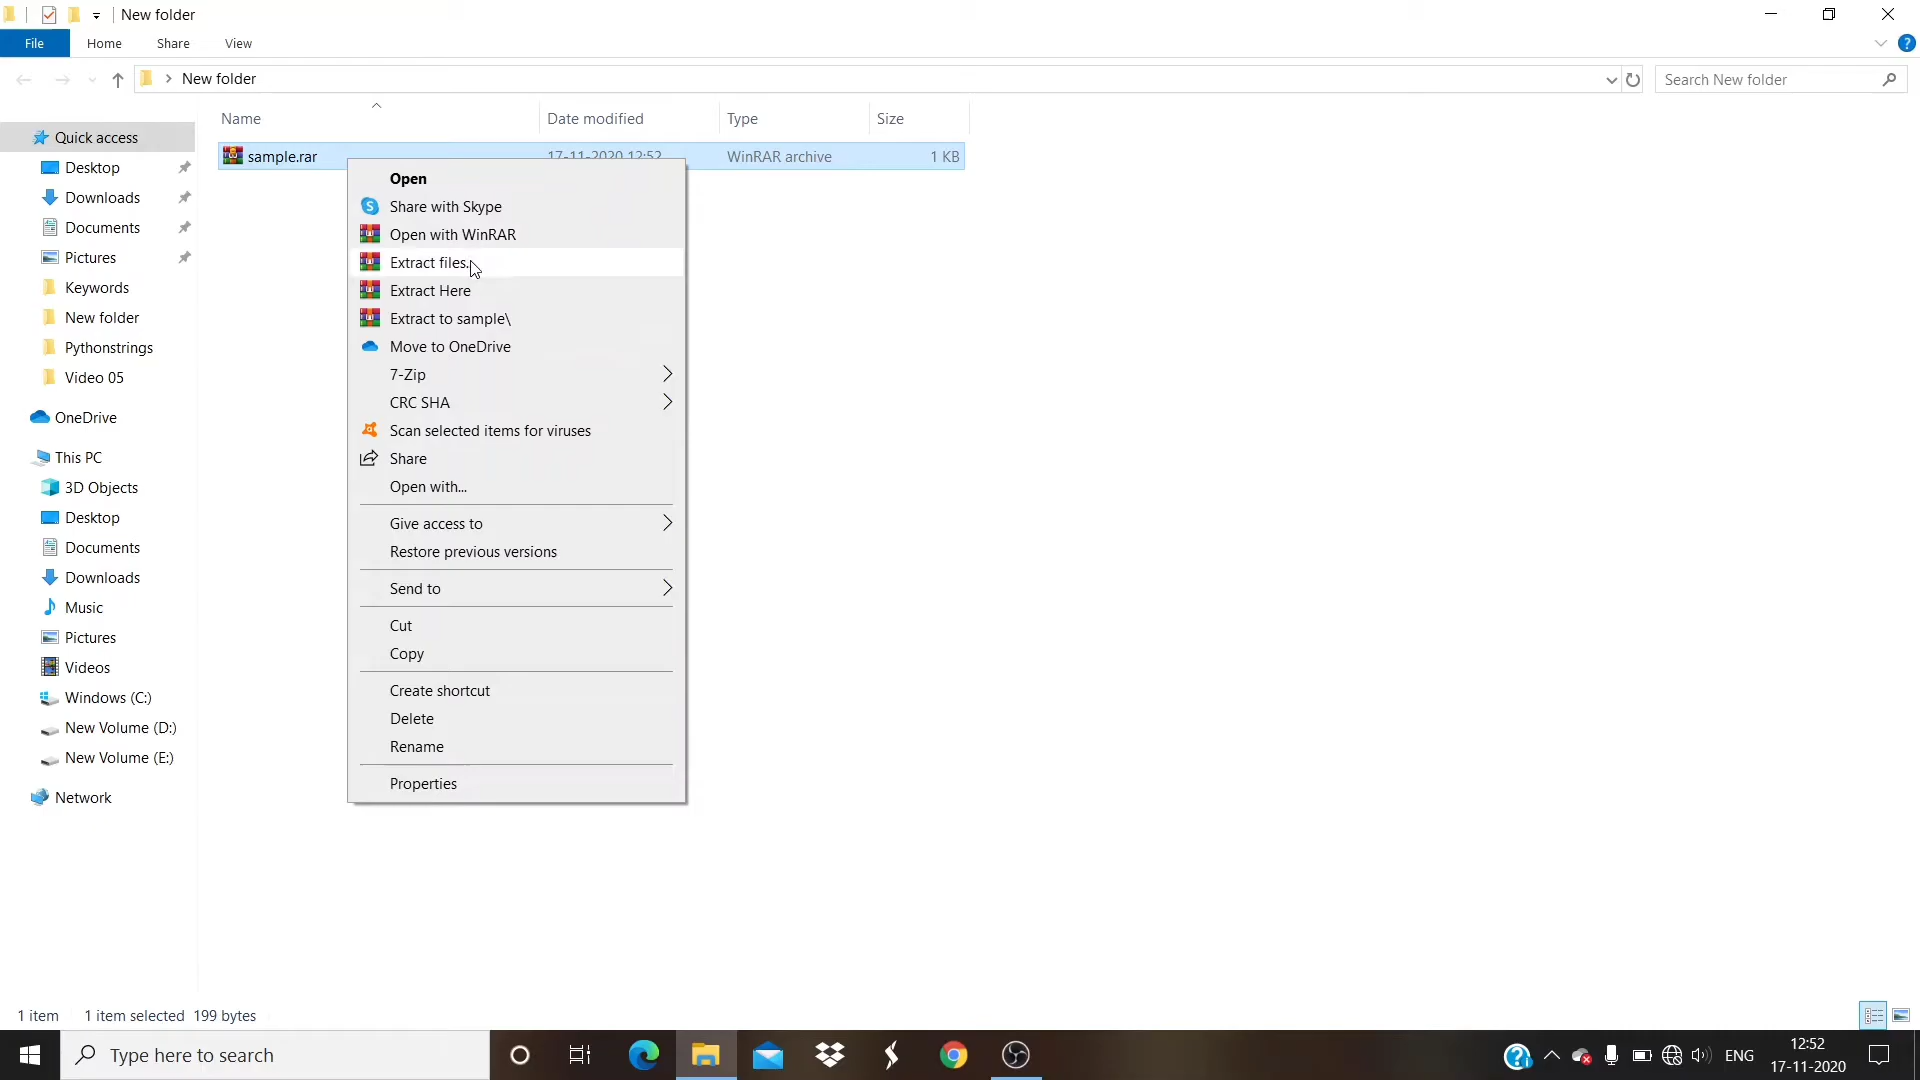 New folder
File Home Share View
New folder
Search New folder
Name Date modified Type Size
sample.rar 17-11-2020 12:52 WinRAR archive 1 KB
Quick access
Desktop
Downloads
Documents
Pictures
Keywords
New folder
Pythonstrings
Video 05
OneDrive
This PC
3D Objects
Desktop
Documents
Downloads
Music
Pictures
Videos
Windows (C:)
New Volume (D:)
New Volume (E:)
Network
Open
Share with Skype
Open with WinRAR
Extract files..
Extract Here
Extract to sample\
Move to OneDrive
7-Zip
CRC SHA
Scan selected items for viruses
Share
Open with...
Give access to
Restore previous versions
Send to
Cut
Copy
Create shortcut
Delete
Rename
Properties
1 item 1 item selected 199 bytes
Type here to search
ENG
12:52
17-11-2020